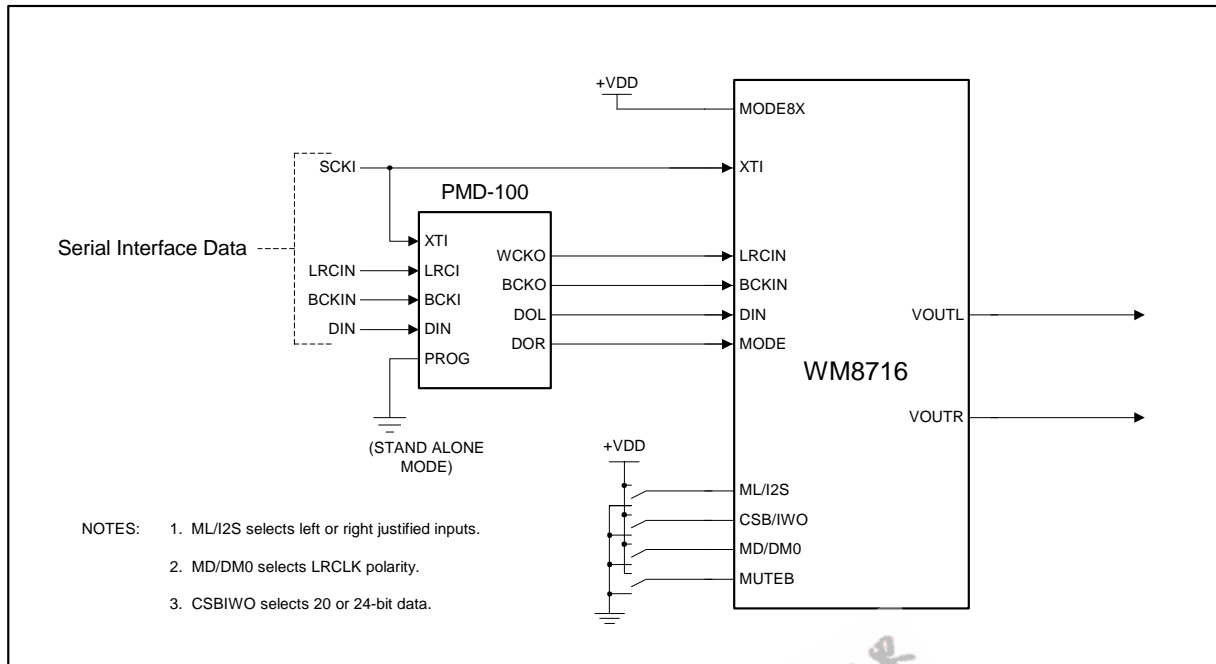 +VDD
MODE8X
SCKI
XTI
PMD-100
XTI
WCKO
LRCIN
Serial Interface Data
LRCIN
LRCI
BCKO
BCKIN
BCKIN
BCKI
DOL
DIN
VOUTL
DIN
DIN
DOR
MODE
PROG
WM8716
VOUTR
(STAND ALONE
MODE)
+VDD
ML/I2S
CSB/IWO
MD/DM0
MUTEB
NOTES:
1. ML/I2S selects left or right justified inputs.
2. MD/DM0 selects LRCLK polarity.
3. CSBIWO selects 20 or 24-bit data.